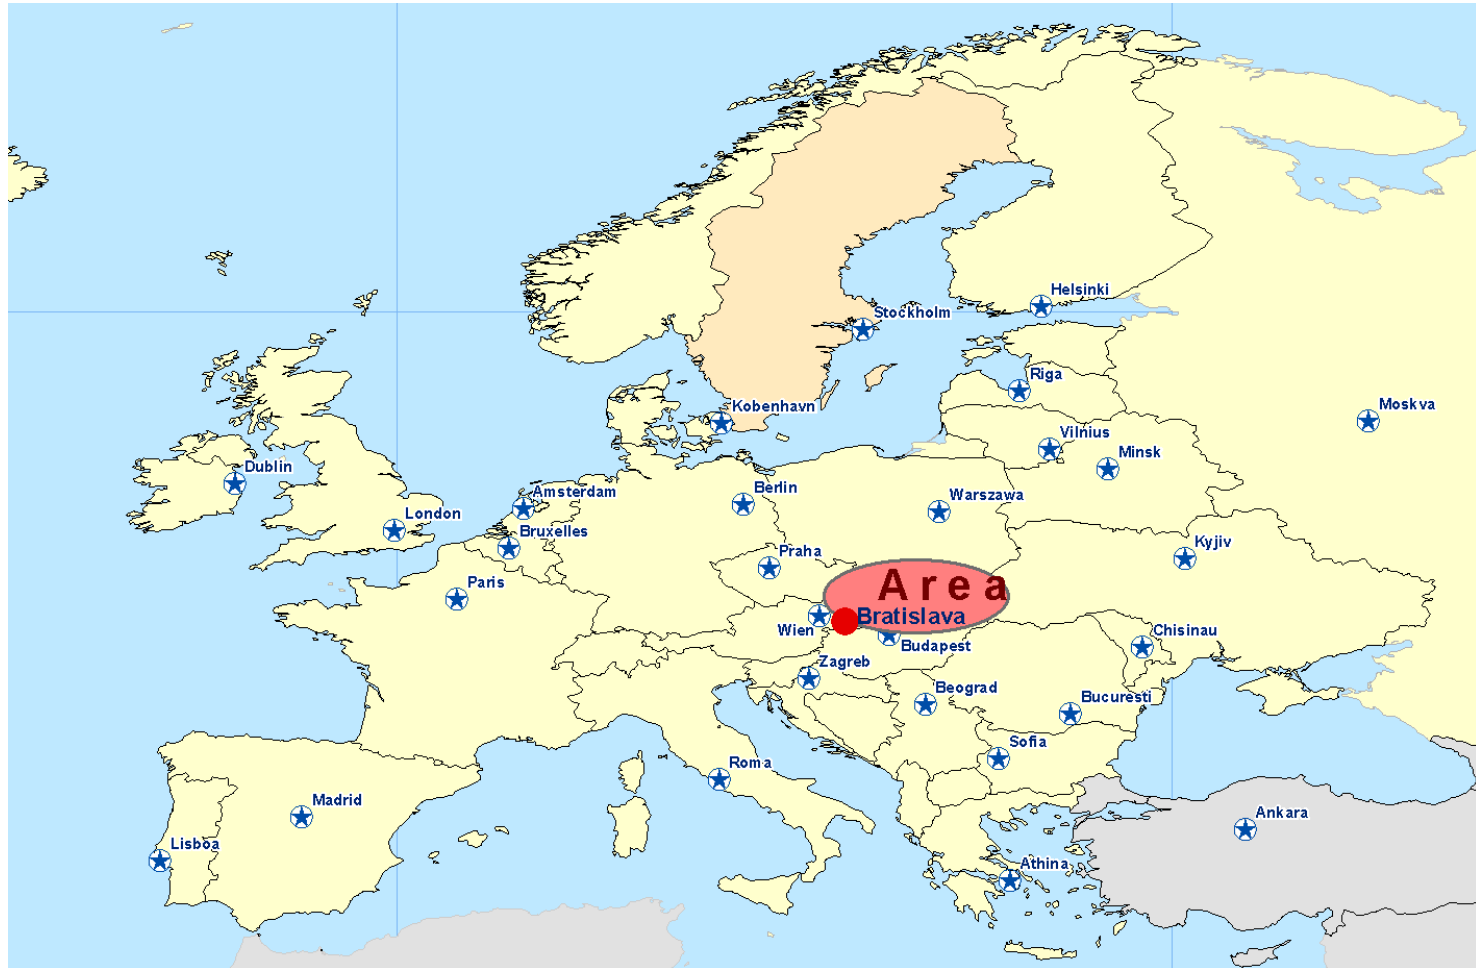 Helsinki
Stockholm
Riga
Kobenhavn
Moskva
Vilnius
Minsk
Dublin
Amsterdam
Berlin
Warszawa
London
Bruxelles
Kyjiv
Praha
Paris
Area
Bratislava
Wien
Budapest
Chisinau
Zagreb
Beograd
Bucuresti
Sofia
Roma
Madrid
Ankara
Lisboa
Athina